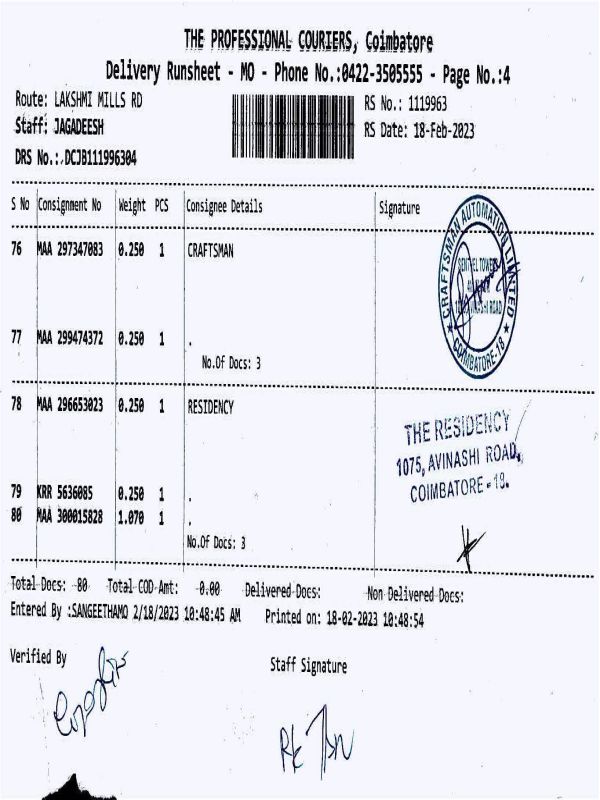 THE PROFESSIONAL COURIERS, Coimbatore
Delivery Runsheet - MO - Phone No.:0422-3505555 - Page No.:4
Route: LAKSHMI MILLS RD
RS No.: 1119963
Staff: JAGADEESH
RS Date: 18-Feb-2023
DRS No.:.DCJB111996304
S No Consignment No Weight PCS Consignee Details Signature
76 MAA 297347083 0.250 1 CRAFTSMAN
CRAFTSMAN AUTOMATION LIMITED
COIMBATORE-18
77 MAA 299474372 0.250 1 .
No.Of Docs: 3
78 MAA 296653023 0.250 1 RESIDENCY
THE RESIDENCY
1075, AVINASHI ROAD,
COIMBATORE - 18.
79 KRR 5636085 0.250 1 .
80 MAA 300015828 1.070 1 .
No.Of Docs: 3
Total Docs: 80 Total COD Amt: 0.00 Delivered Docs: Non Delivered Docs:
Entered By :SANGEETHAMO 2/18/2023 10:48:45 AM Printed on: 18-02-2023 10:48:54
Verified By
Staff Signature